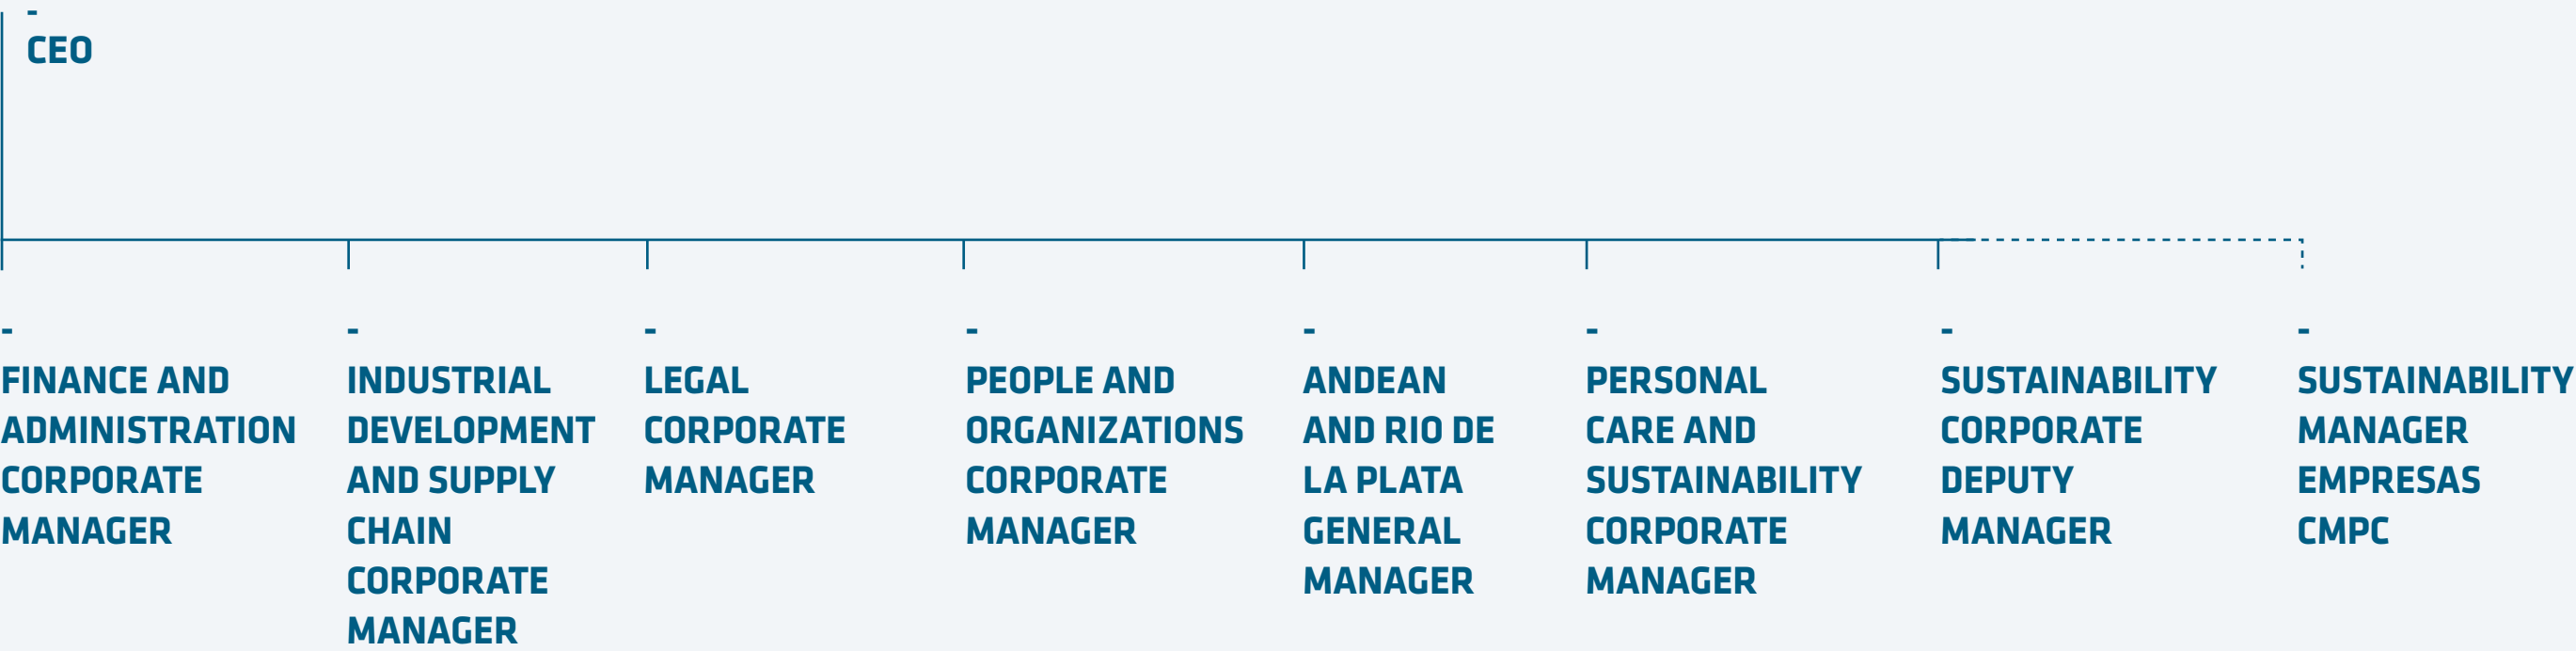 -
CEO
-
FINANCE AND
ADMINISTRATION
CORPORATE
MANAGER
-
INDUSTRIAL
DEVELOPMENT
AND SUPPLY
CHAIN
CORPORATE
MANAGER
-
LEGAL
CORPORATE
MANAGER
-
PEOPLE AND
ORGANIZATIONS
CORPORATE
MANAGER
-
ANDEAN
AND RIO DE
LA PLATA
GENERAL
MANAGER
-
PERSONAL
CARE AND
SUSTAINABILITY
CORPORATE
MANAGER
-
SUSTAINABILITY
CORPORATE
DEPUTY
MANAGER
-
SUSTAINABILITY
MANAGER
EMPRESAS
CMPC